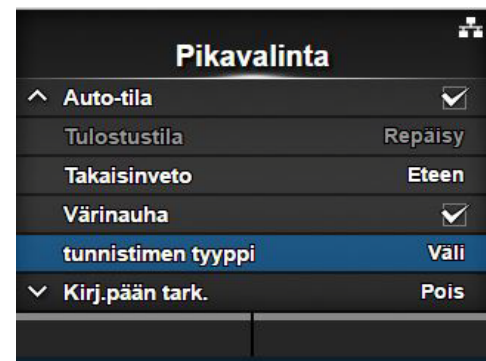 Pikavalinta
Auto-tila
Tulostustila Repäisy
Takaisinveto Eteen
Värinauha
tunnistimen tyyppi Väli
Kirj.pään tark. Pois